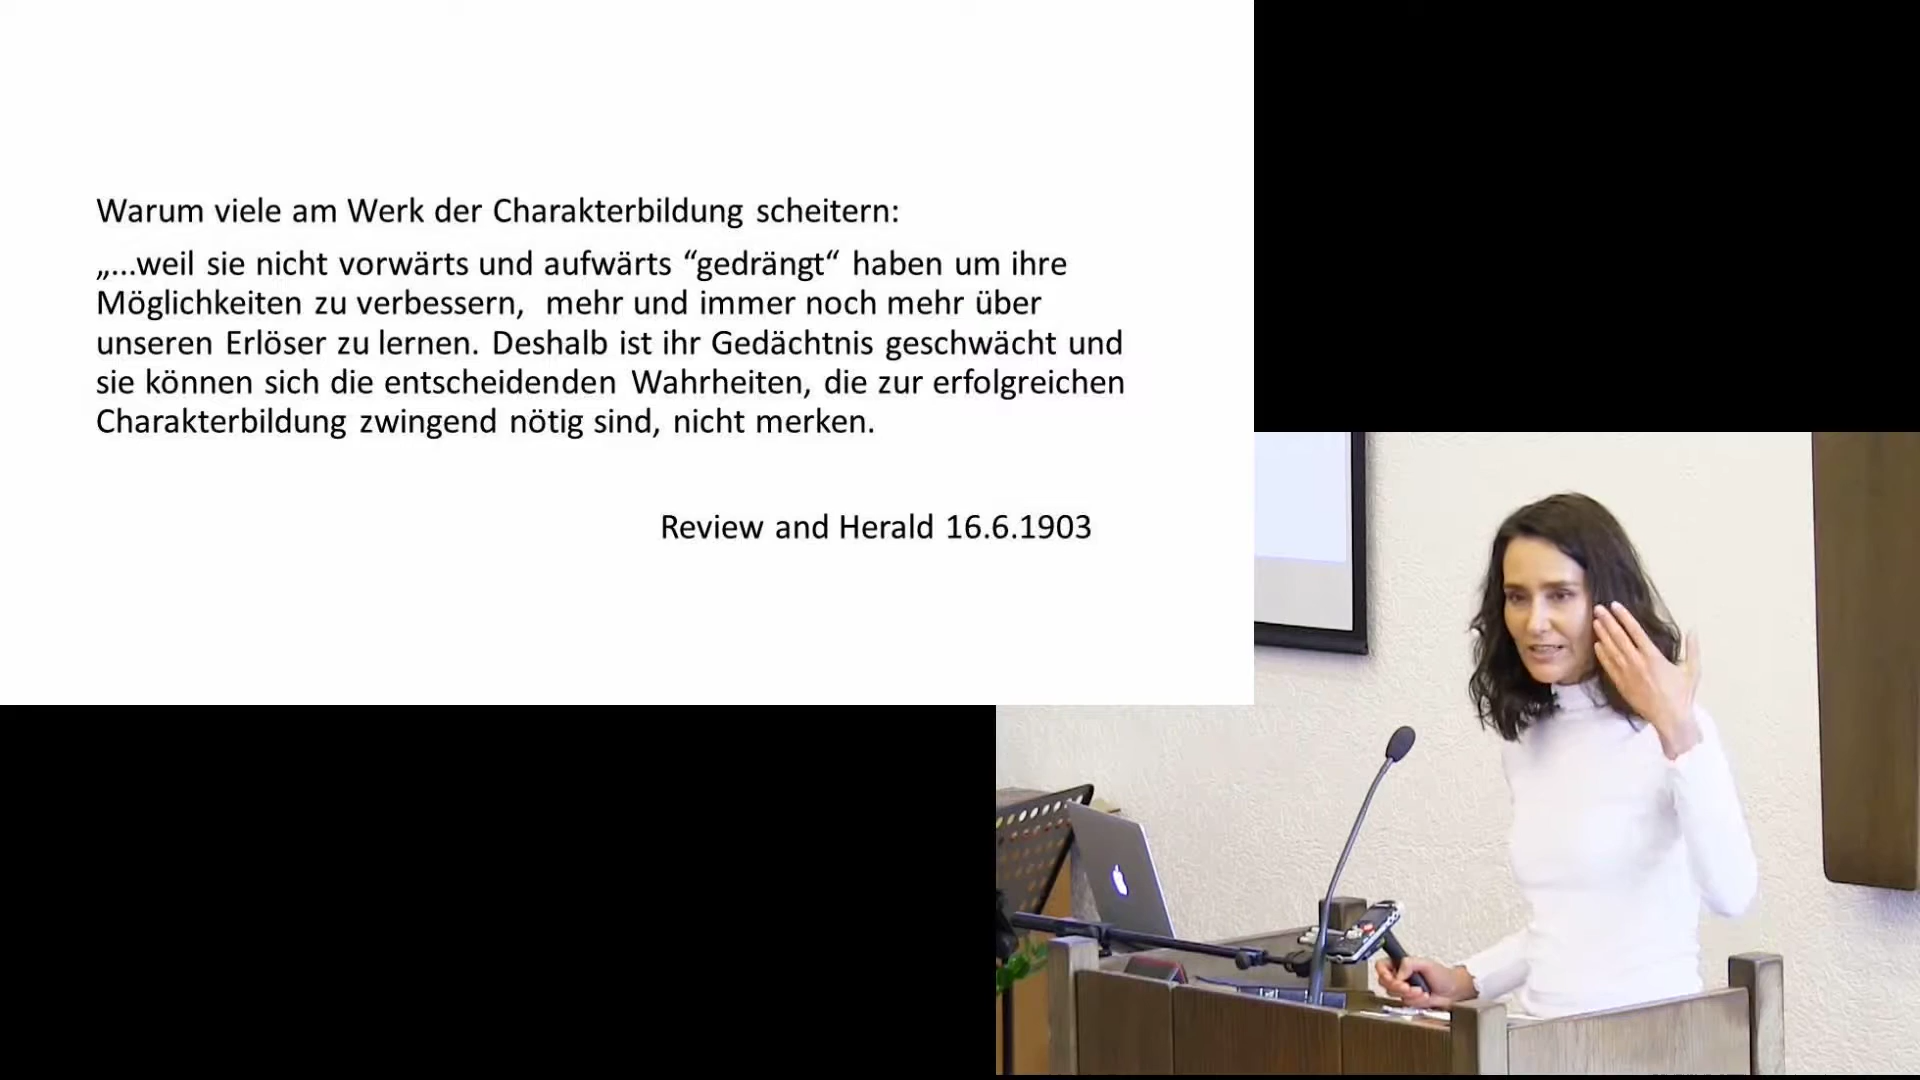 Warum viele am Werk der Charakterbildung scheitern:
„...weil sie nicht vorwärts und aufwärts “gedrängt“ haben um ihre
Möglichkeiten zu verbessern, mehr und immer noch mehr über
unseren Erlöser zu lernen. Deshalb ist ihr Gedächtnis geschwächt und
sie können sich die entscheidenden Wahrheiten, die zur erfolgreichen
Charakterbildung zwingend nötig sind, nicht merken.
Review and Herald 16.6.1903